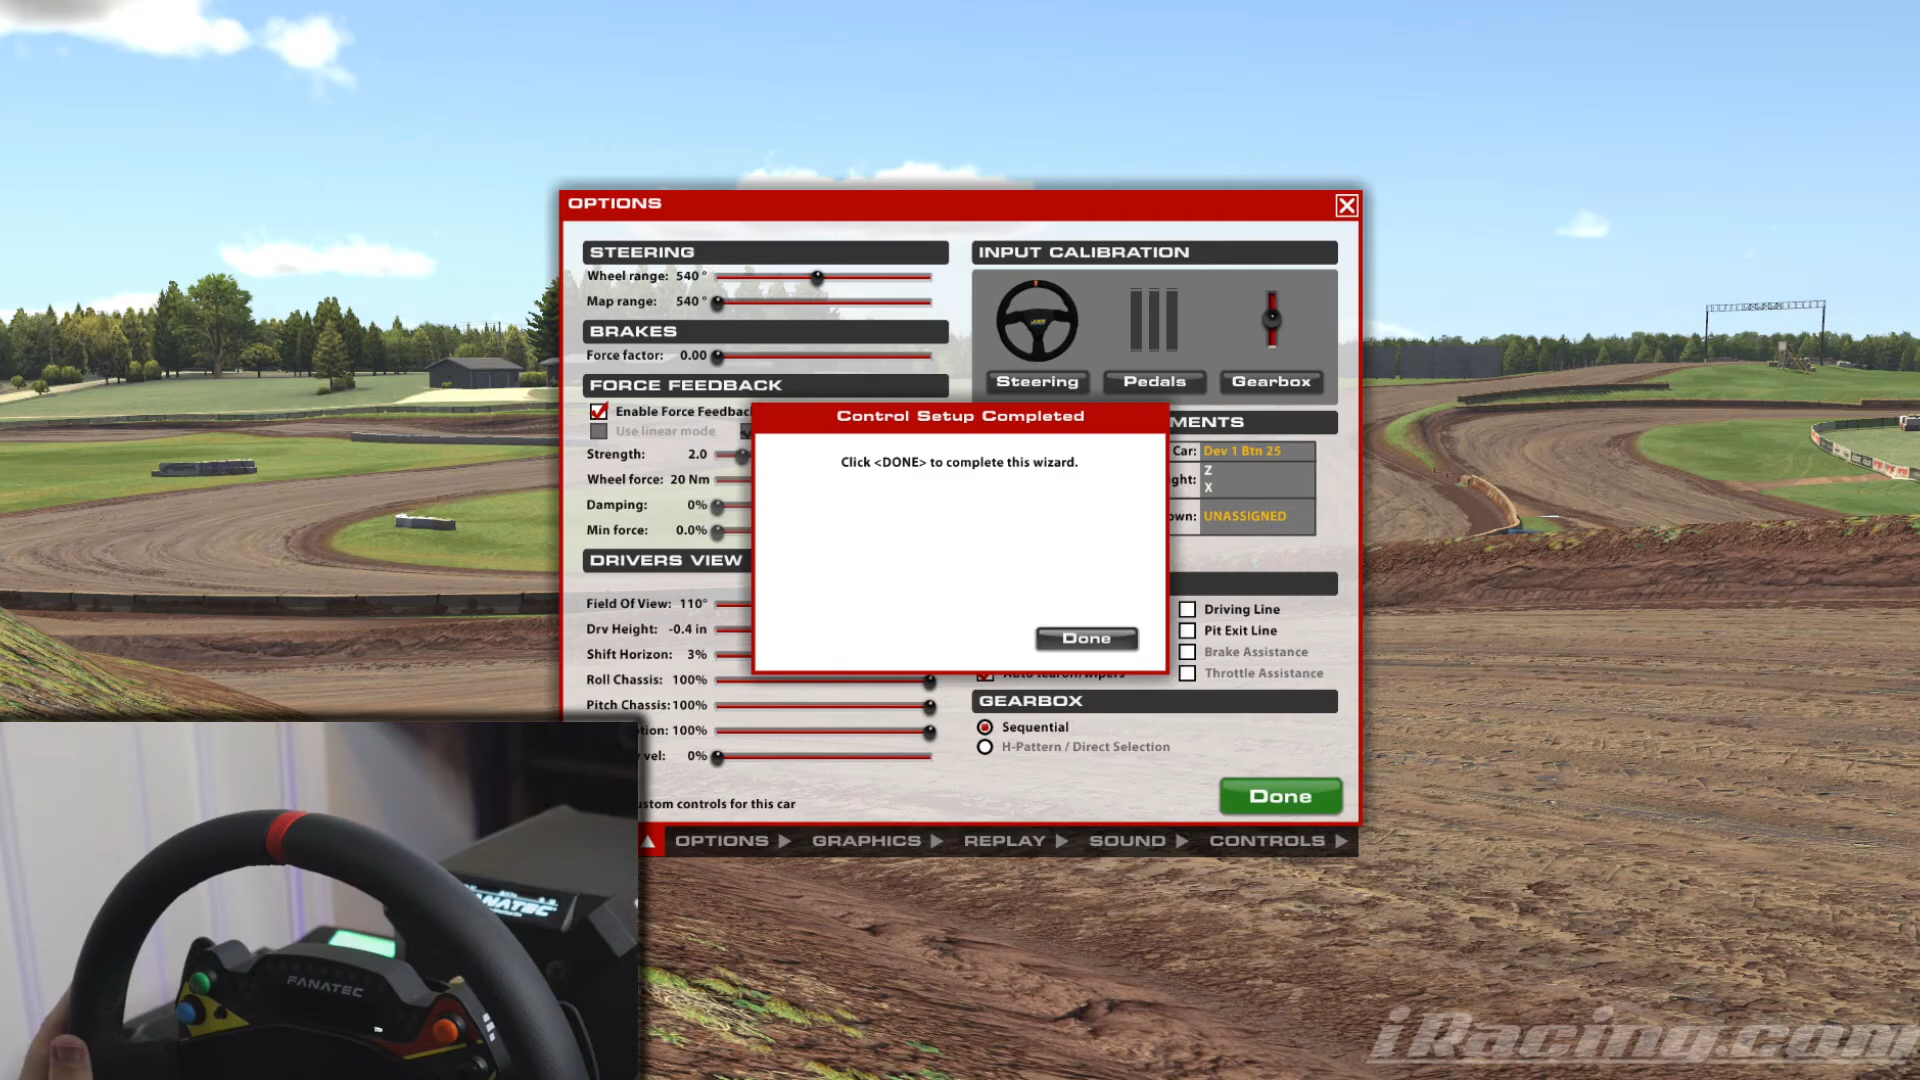 OPTIONS
STEERING
Wheel range: 540 °
Map range: 540 °
BRAKES
Force factor: 0.00
FORCE FEEDBACK
Enable Force Feedbac
Use linear mode
Strength: 2.0
Wheel force: 20 Nm
Damping: 0%
Min force: 0.0%
DRIVERS VIEW
Field Of View: 110°
Drv Height: -0.4 in
Shift Horizon: 3%
Roll Chassis: 100%
Pitch Chassis: 100%
tion: 100%
vel: 0%
ustom controls for this car
INPUT CALIBRATION
Steering
Pedals
Gearbox
MENTS
Car: Dev 1 Btn 25
ght: Z
X
own: UNASSIGNED
Control Setup Completed
Click <DONE> to complete this wizard.
Done
Driving Line
Pit Exit Line
Brake Assistance
Throttle Assistance
Auto tearoff/wipers
GEARBOX
Sequential
H-Pattern / Direct Selection
Done
OPTIONS
GRAPHICS
REPLAY
SOUND
CONTROLS
FANATEC
FANATEC
iRacing.com